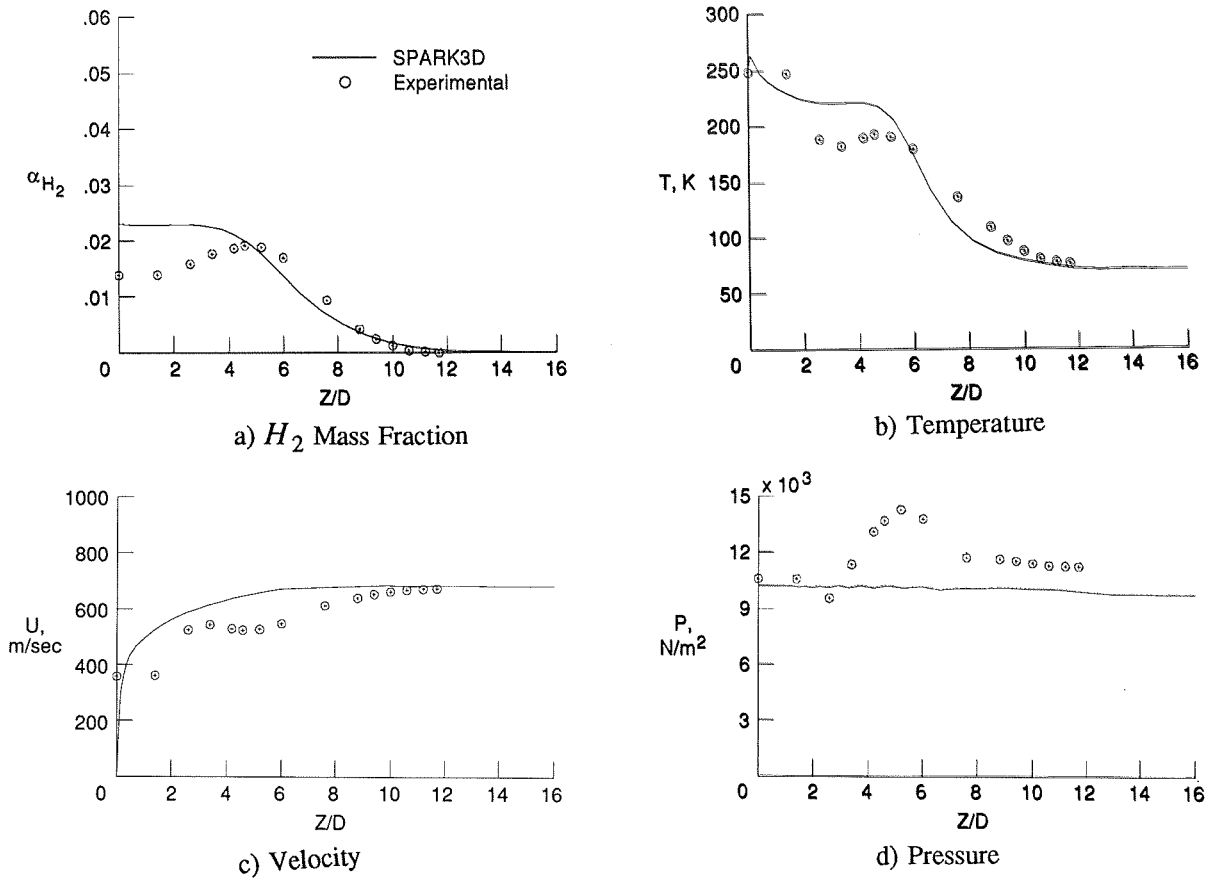 .06
.05
.04
.03
.02
.01
0
α_H2
0 2 4 6 8 10 12 14 16
Z/D
SPARK3D
Experimental
a) H2 Mass Fraction
300
250
200
150
100
50
T, K
0 2 4 6 8 10 12 14 16
Z/D
b) Temperature
1000
800
600
400
200
U,
m/sec
0 2 4 6 8 10 12 14 16
Z/D
c) Velocity
× 10³
15
12
9
6
3
P,
N/m²
0 2 4 6 8 10 12 14 16
Z/D
d) Pressure